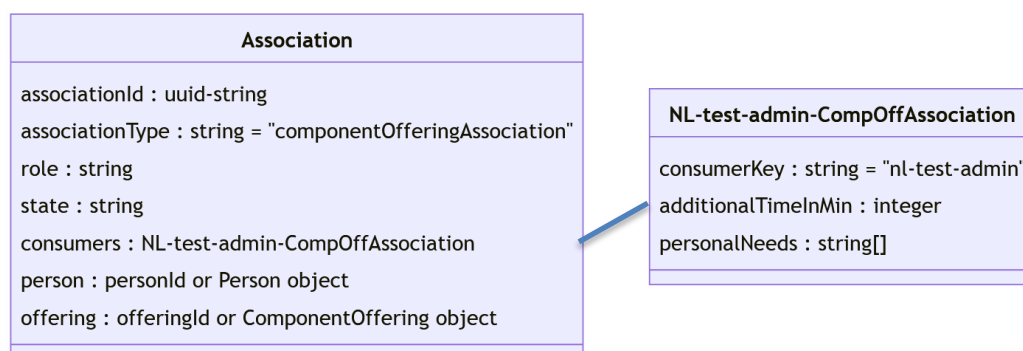 Association
associationId : uuid-string
associationType : string = "componentOfferingAssociation"
role : string
state : string
consumers : NL-test-admin-CompOffAssociation
person : personId or Person object
offering : offeringId or ComponentOffering object
NL-test-admin-CompOffAssociation
consumerKey : string = "nl-test-admin"
additionalTimeInMin : integer
personalNeeds : string[]